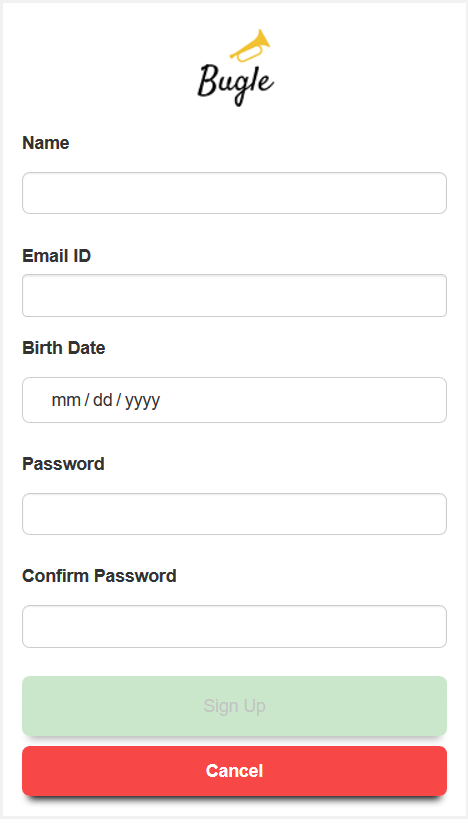 Bugle
Name
Email ID
Birth Date
mm / dd / yyyy
Password
Confirm Password
Sign Up
Cancel